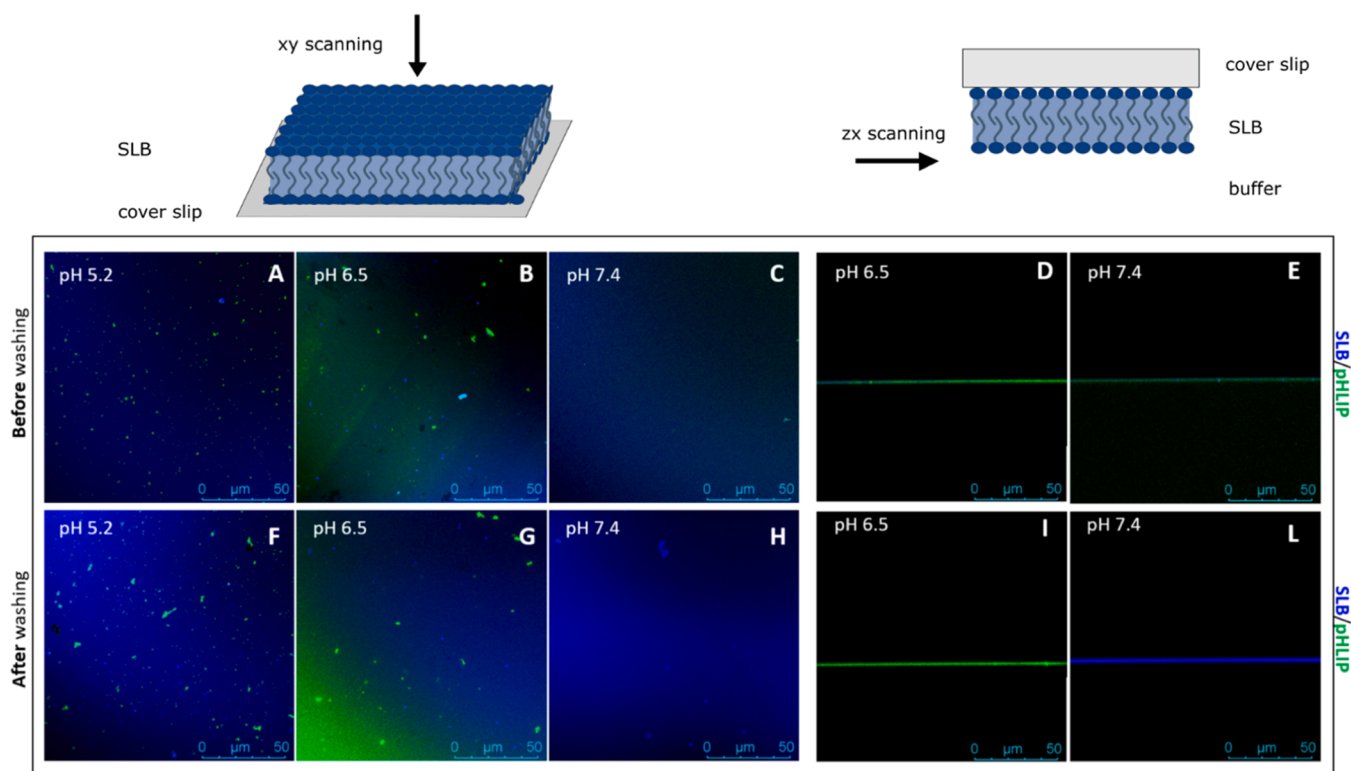 xy scanning
SLB
cover slip
cover slip
zx scanning
SLB
buffer
Before washing
pH 5.2 A
0 µm 50
pH 6.5 B
0 µm 50
pH 7.4 C
0 µm 50
pH 6.5 D
0 µm 50
pH 7.4 E
0 µm 50
SLB/pHLIP
After washing
pH 5.2 F
0 µm 50
pH 6.5 G
0 µm 50
pH 7.4 H
0 µm 50
pH 6.5 I
0 µm 50
pH 7.4 L
0 µm 50
SLB/pHLIP